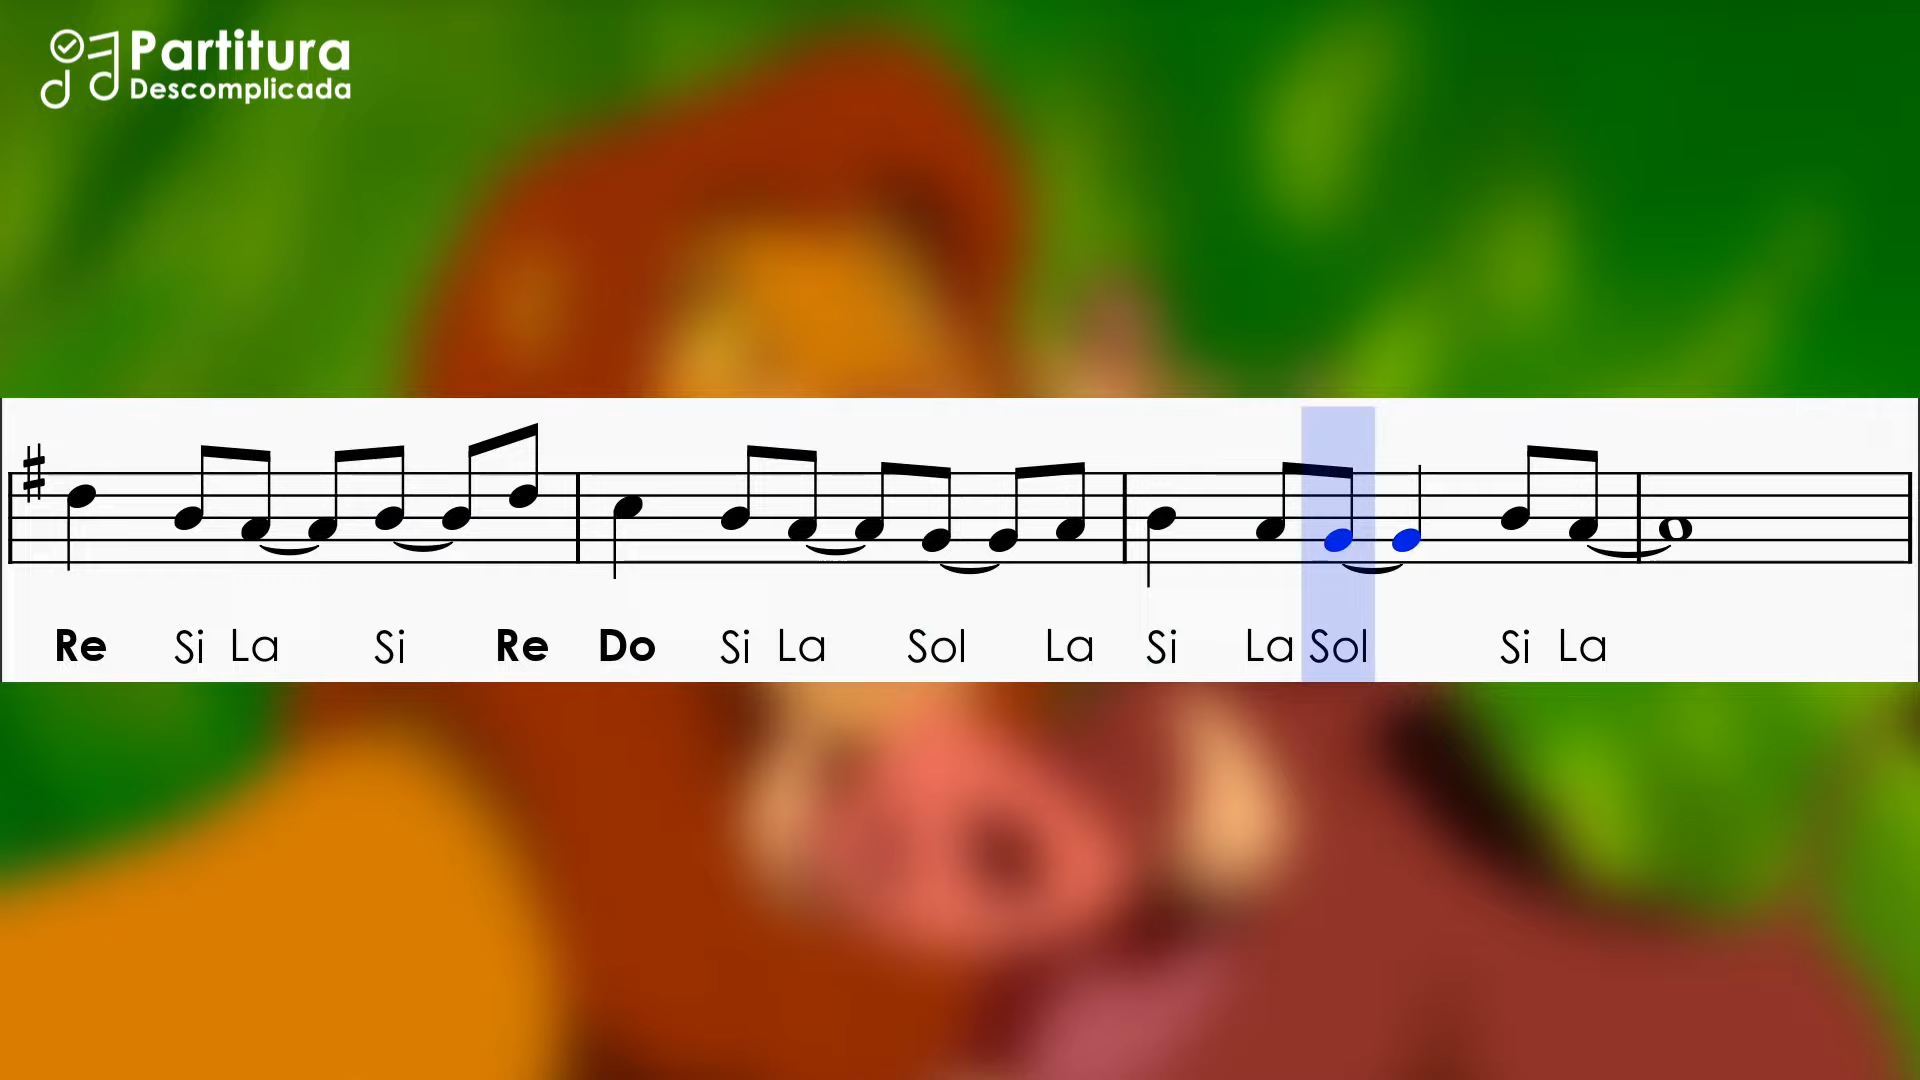 Partitura
Descomplicada
Re Si La Si Re Do Si La Sol La Si La Sol Si La